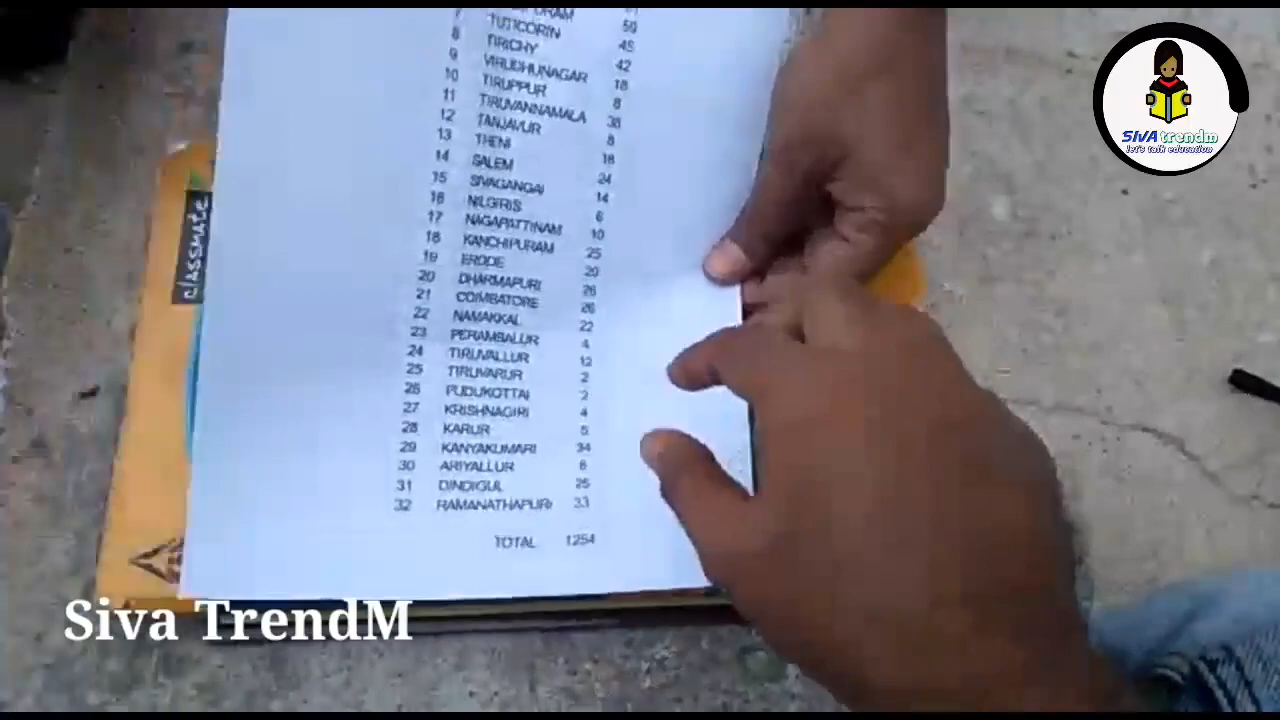 59
7 TUTICORIN 45
8 TIRICHY 42
9 VIRUDHUNAGAR 18
10 TIRUPPUR 8
11 TIRUVANNAMALA 38
12 TANJAVUR 8
13 THENI 18
14 SALEM 24
15 SIVAGANGAI 14
16 NILGIRIS 6
17 NAGAPATTINAM 10
18 KANCHIPURAM 25
19 ERODE 20
20 DHARMAPURI 26
21 COIMBATORE 26
22 NAMAKKAL 22
23 PERAMBALUR 4
24 TIRUVALLUR 12
25 TIRUVARUR 2
26 PUDUKOTTAI 2
27 KRISHNAGIRI 4
28 KARUR 5
29 KANYAKUMARI 34
30 ARIYALLUR 6
31 DINDIGUL 25
32 RAMANATHAPURI 33
TOTAL 1254
classmate
SIVA trendm
let's talk education
Siva TrendM